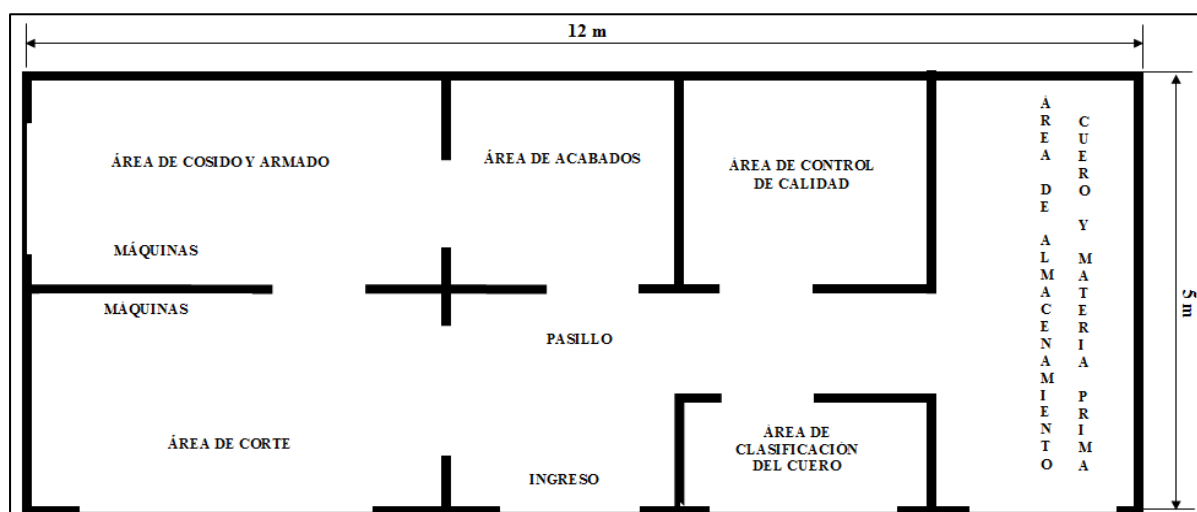 12 m
ÁREA DE COSIDO Y ARMADO
ÁREA DE ACABADOS
ÁREA DE CONTROL
DE CALIDAD
MÁQUINAS
MÁQUINAS
PASILLO
ÁREA DE CORTE
INGRESO
ÁREA DE
CLASIFICACIÓN
DEL CUERO
ÁREA DE ALMACENAMIENTO
CUERO Y MATERIA PRIMA
5 m